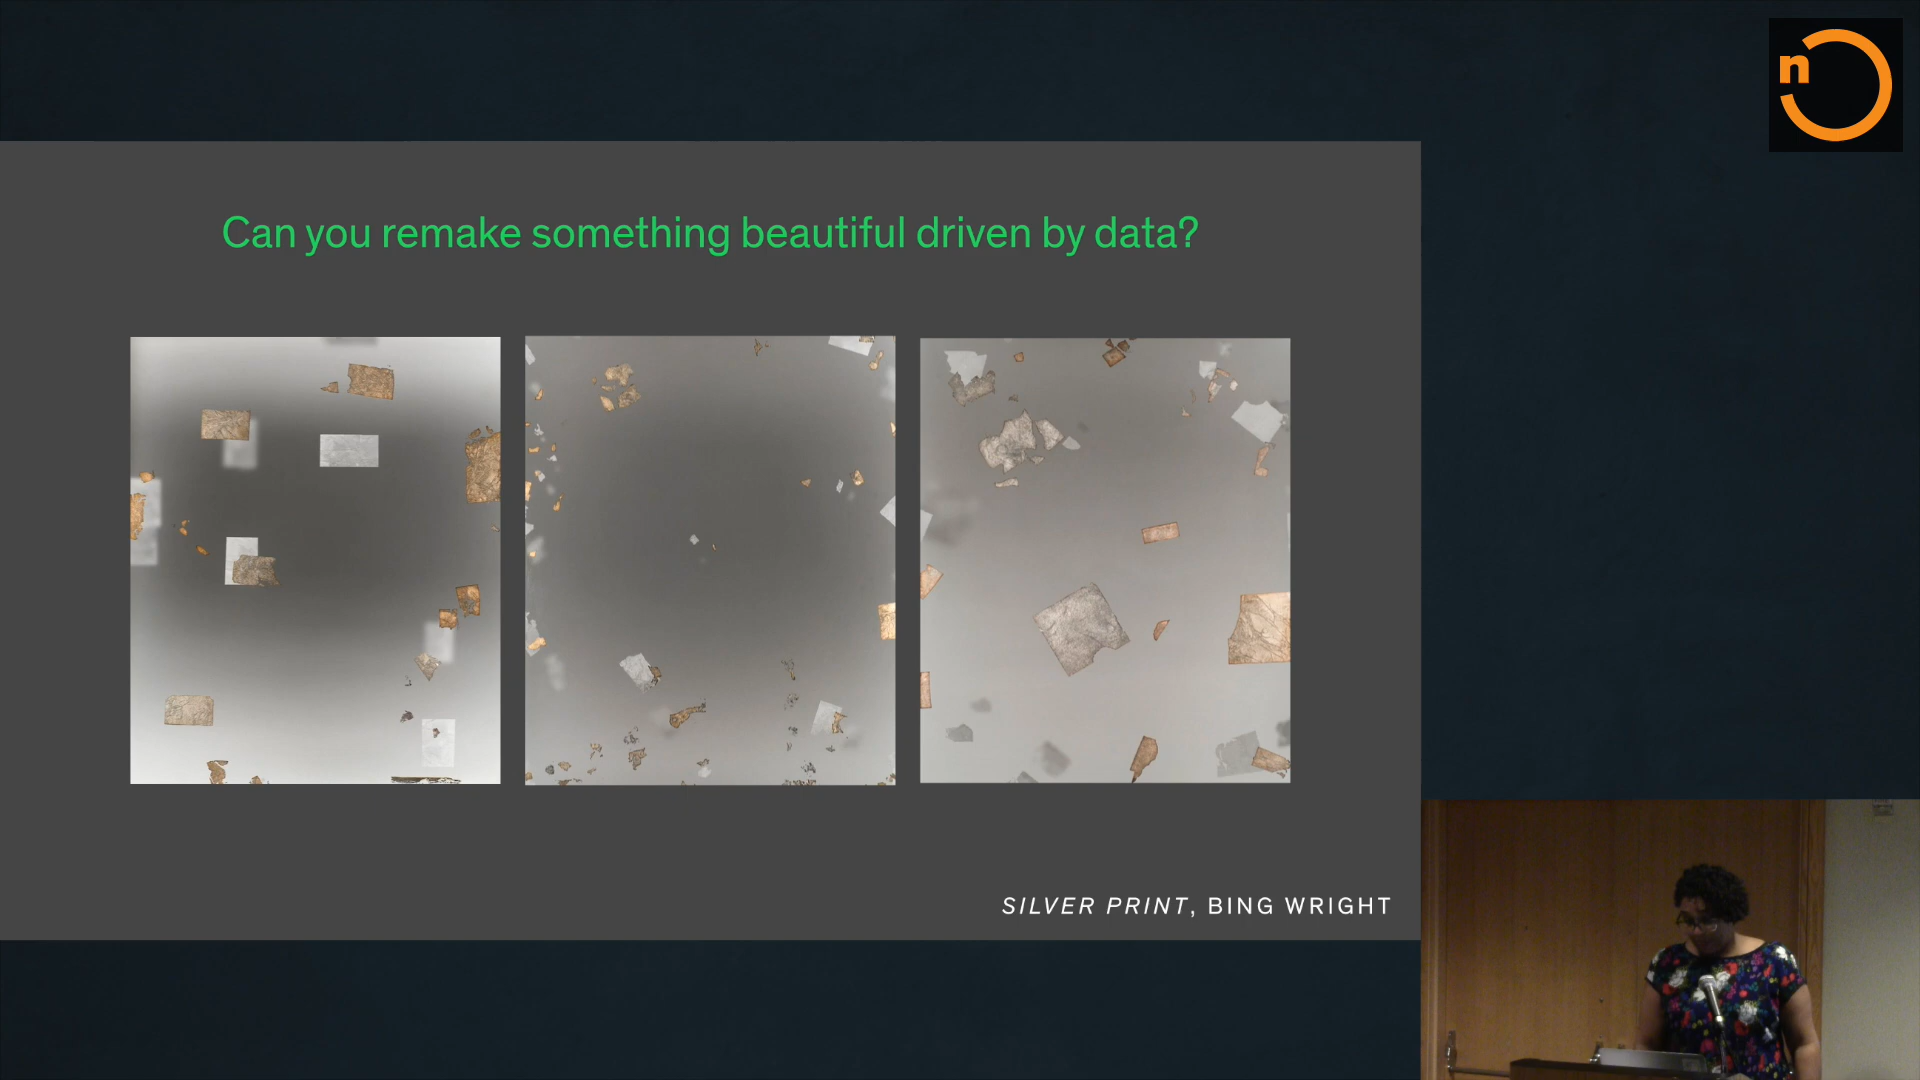 n
Can you remake something beautiful driven by data?
SILVER PRINT, BING WRIGHT